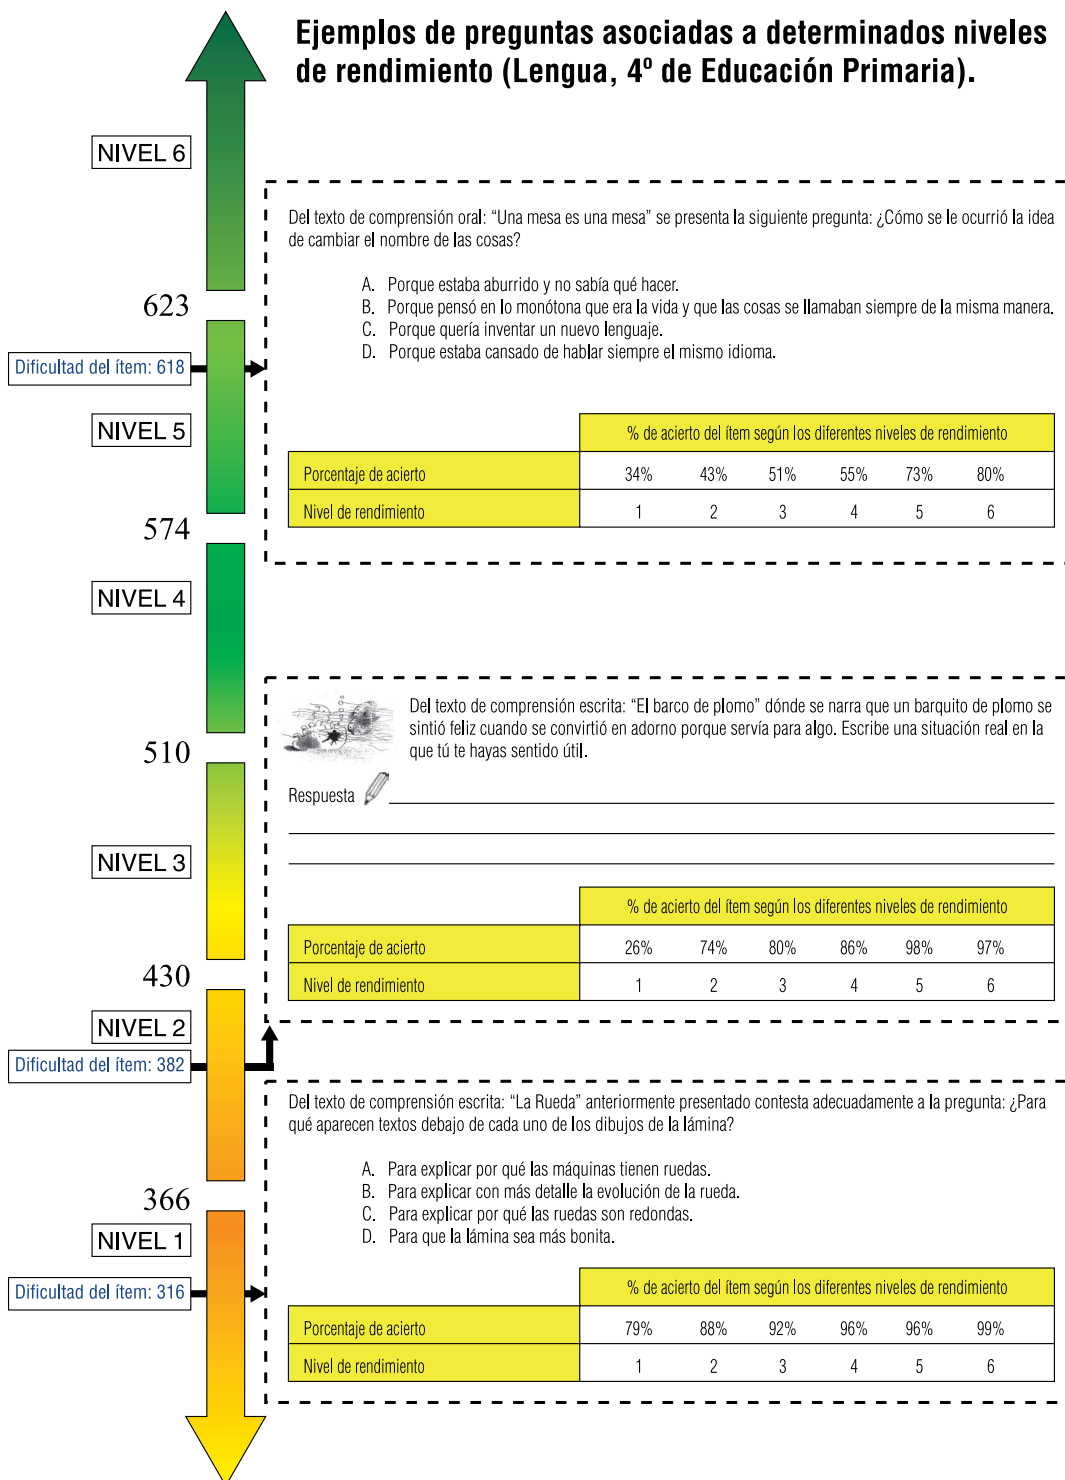 Ejemplos de preguntas asociadas a determinados niveles
de rendimiento (Lengua, 4º de Educación Primaria).
NIVEL 6
Del texto de comprensión oral: “Una mesa es una mesa” se presenta la siguiente pregunta: ¿Cómo se le ocurrió la idea
de cambiar el nombre de las cosas?
A. Porque estaba aburrido y no sabía qué hacer.
B. Porque pensó en lo monótona que era la vida y que las cosas se llamaban siempre de la misma manera.
C. Porque quería inventar un nuevo lenguaje.
D. Porque estaba cansado de hablar siempre el mismo idioma.
623
Dificultad del ítem: 618
NIVEL 5
% de acierto del ítem según los diferentes niveles de rendimiento
Porcentaje de acierto 34% 43% 51% 55% 73% 80%
Nivel de rendimiento 1 2 3 4 5 6
574
NIVEL 4
Del texto de comprensión escrita: “El barco de plomo” dónde se narra que un barquito de plomo se
sintió feliz cuando se convirtió en adorno porque servía para algo. Escribe una situación real en la
que tú te hayas sentido útil.
510
Respuesta
NIVEL 3
% de acierto del ítem según los diferentes niveles de rendimiento
Porcentaje de acierto 26% 74% 80% 86% 98% 97%
Nivel de rendimiento 1 2 3 4 5 6
430
NIVEL 2
Dificultad del ítem: 382
Del texto de comprensión escrita: “La Rueda” anteriormente presentado contesta adecuadamente a la pregunta: ¿Para
qué aparecen textos debajo de cada uno de los dibujos de la lámina?
A. Para explicar por qué las máquinas tienen ruedas.
B. Para explicar con más detalle la evolución de la rueda.
C. Para explicar por qué las ruedas son redondas.
D. Para que la lámina sea más bonita.
366
NIVEL 1
Dificultad del ítem: 316
% de acierto del ítem según los diferentes niveles de rendimiento
Porcentaje de acierto 79% 88% 92% 96% 96% 99%
Nivel de rendimiento 1 2 3 4 5 6